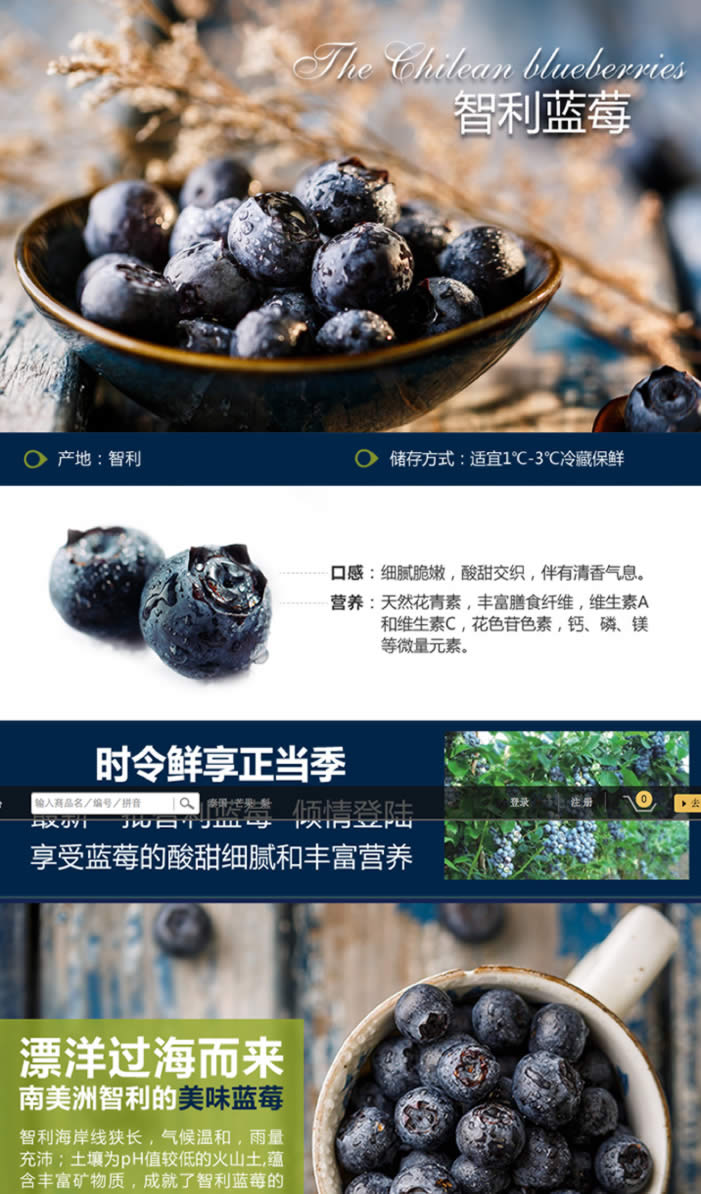 The Chilean blueberries
智利蓝莓
产地：智利
储存方式：适宜1℃-3℃冷藏保鲜
口感：细腻脆嫩，酸甜交织，伴有清香气息。
营养：天然花青素，丰富膳食纤维，维生素A
和维生素C，花色苷色素，钙、磷、镁
等微量元素。
时令鲜享正当季
输入商品名／编号／拼音
泰国 芒果 梨
登录
注册
0
去
最新一批智利蓝莓 倾情登陆
享受蓝莓的酸甜细腻和丰富营养
漂洋过海而来
南美洲智利的美味蓝莓
智利海岸线狭长，气候温和，雨量
充沛；土壤为pH值较低的火山土,蕴
含丰富矿物质，成就了智利蓝莓的